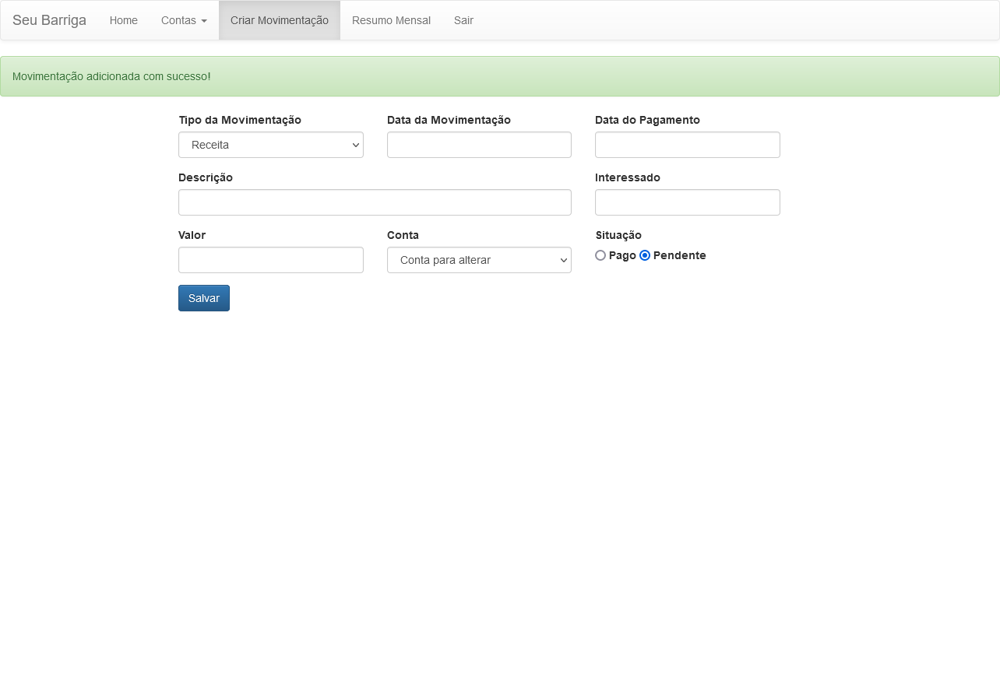 Seu Barriga Home Contas Criar Movimentação Resumo Mensal Sair
Movimentação adicionada com sucesso!
Tipo da Movimentação Data da Movimentação Data do Pagamento
Receita
Descrição Interessado
Valor Conta Situação
Conta para alterar Pago Pendente
Salvar